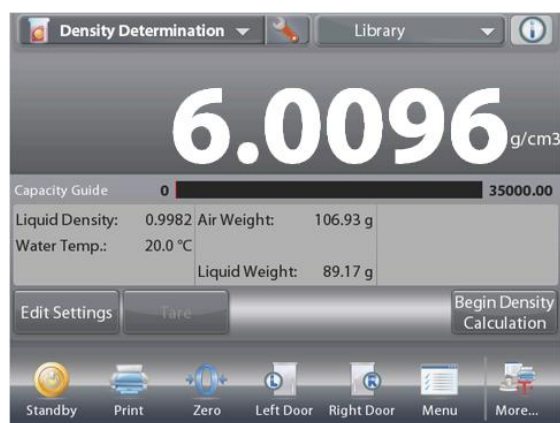 Density Determination Library
6.0096 g/cm3
Capacity Guide 0 35000.00
Liquid Density: 0.9982 Air Weight: 106.93 g
Water Temp.: 20.0 °C
Liquid Weight: 89.17 g
Edit Settings Tare Begin Density
Calculation
Standby Print Zero Left Door Right Door Menu More...